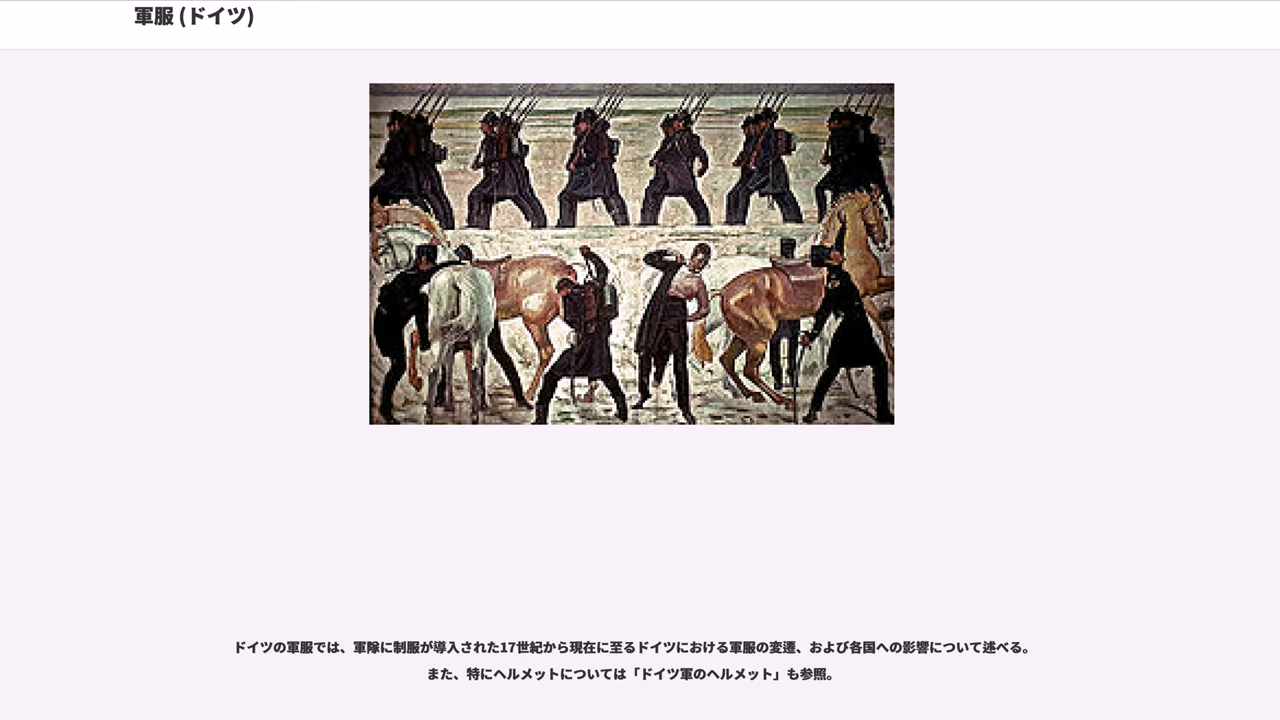 軍服 (ドイツ)
ドイツの軍服では、軍隊に制服が導入された17世紀から現在に至るドイツにおける軍服の変遷、および各国への影響について述べる。
また、特にヘルメットについては「ドイツ軍のヘルメット」も参照。